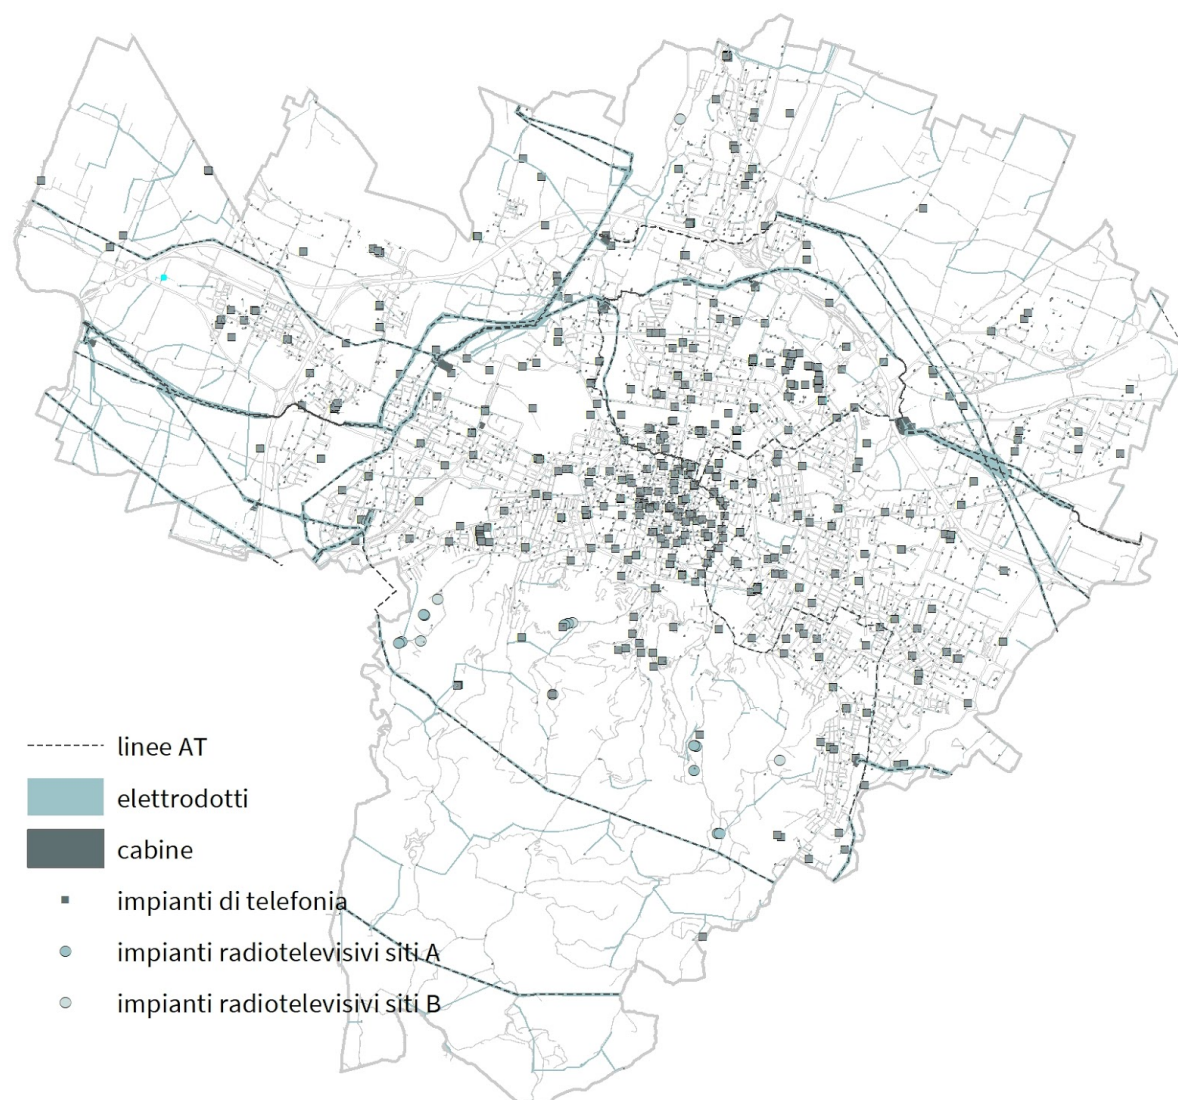 linee AT
elettrodotti
cabine
impianti di telefonia
impianti radiotelevisivi siti A
impianti radiotelevisivi siti B